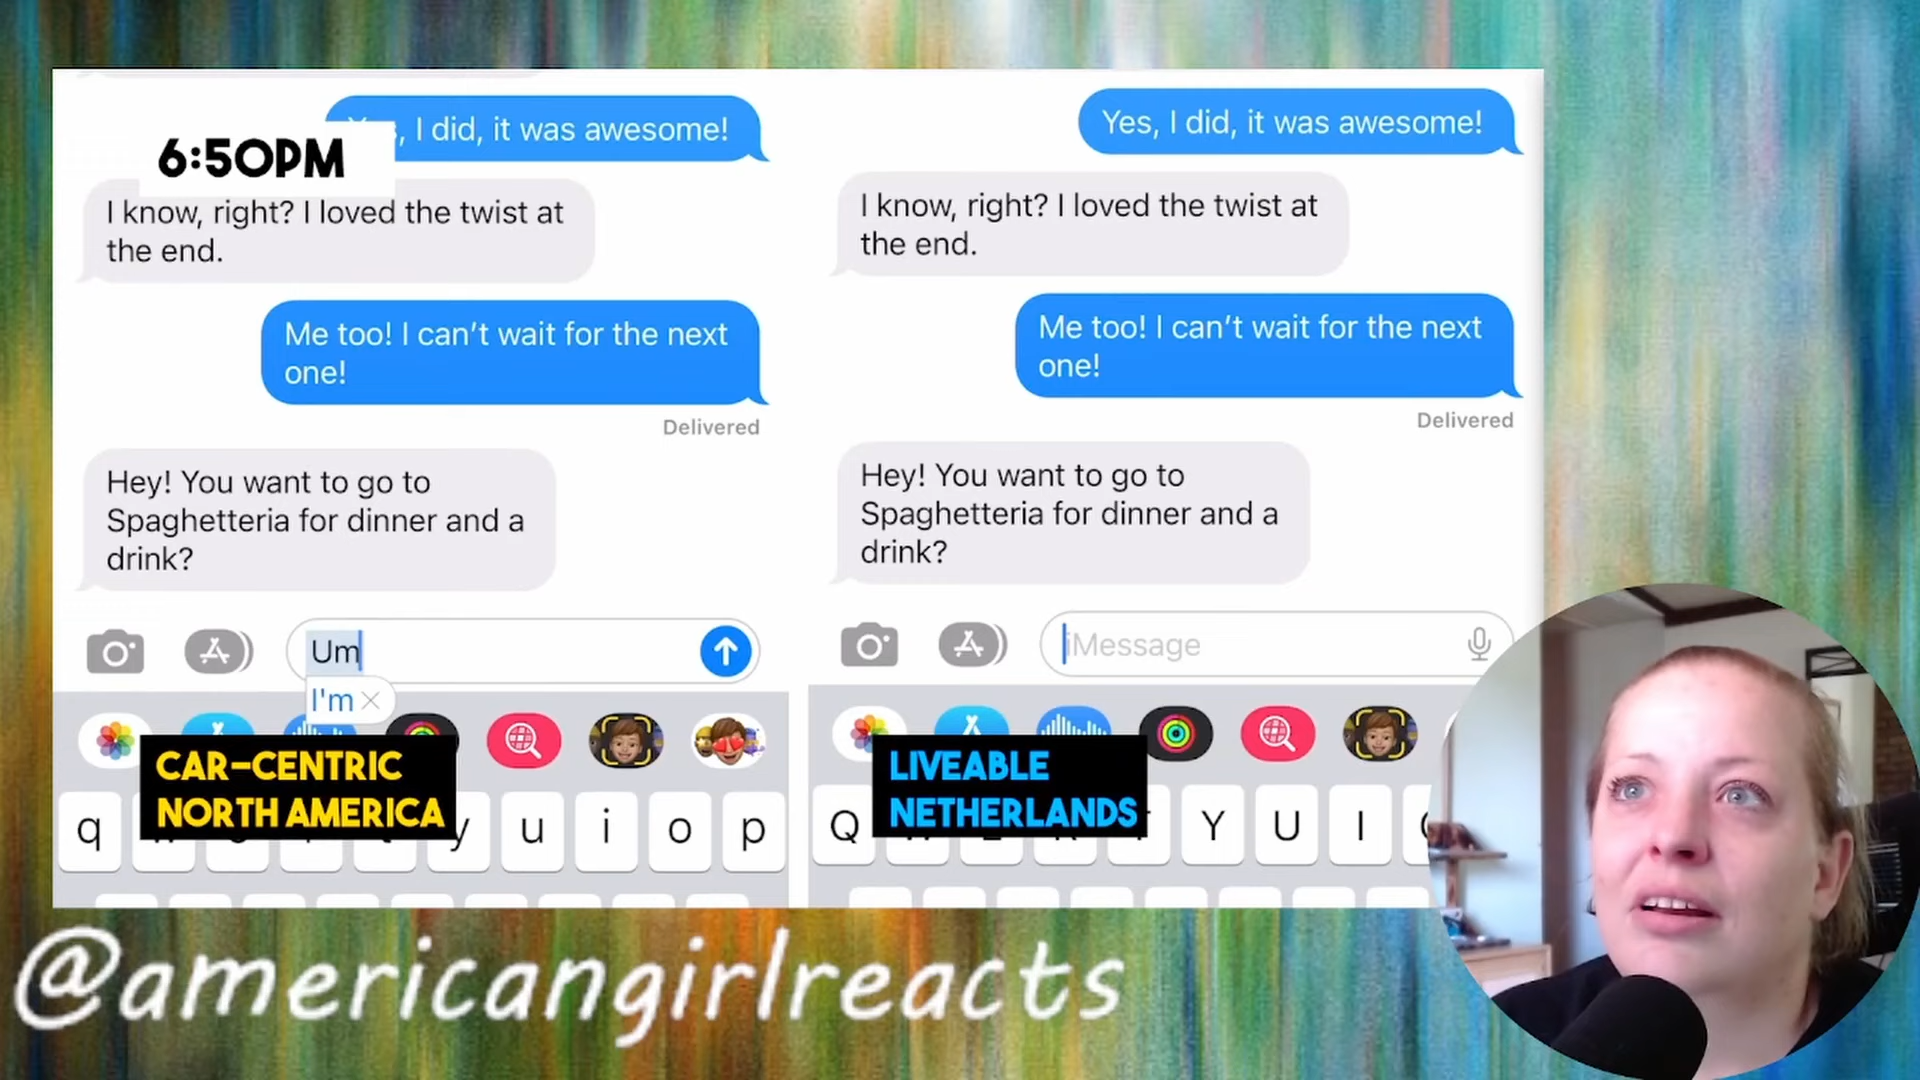 Yes, I did, it was awesome!
6:50PM
I know, right? I loved the twist at
the end.
Me too! I can't wait for the next
one!
Delivered
Hey! You want to go to
Spaghetteria for dinner and a
drink?
Um
I'm
CAR-CENTRIC
NORTH AMERICA
q y u i o p
Yes, I did, it was awesome!
I know, right? I loved the twist at
the end.
Me too! I can't wait for the next
one!
Delivered
Hey! You want to go to
Spaghetteria for dinner and a
drink?
iMessage
LIVEABLE
NETHERLANDS
Q Y U I
@americangirlreacts